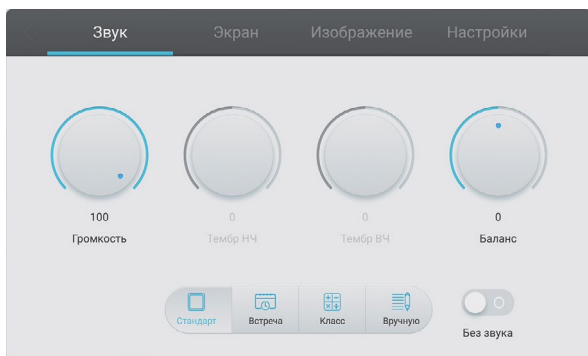 Звук Экран Изображение Настройки
100 0 0 0
Громкость Тембр НЧ Тембр ВЧ Баланс
Стандарт Встреча Класс Вручную
Без звука